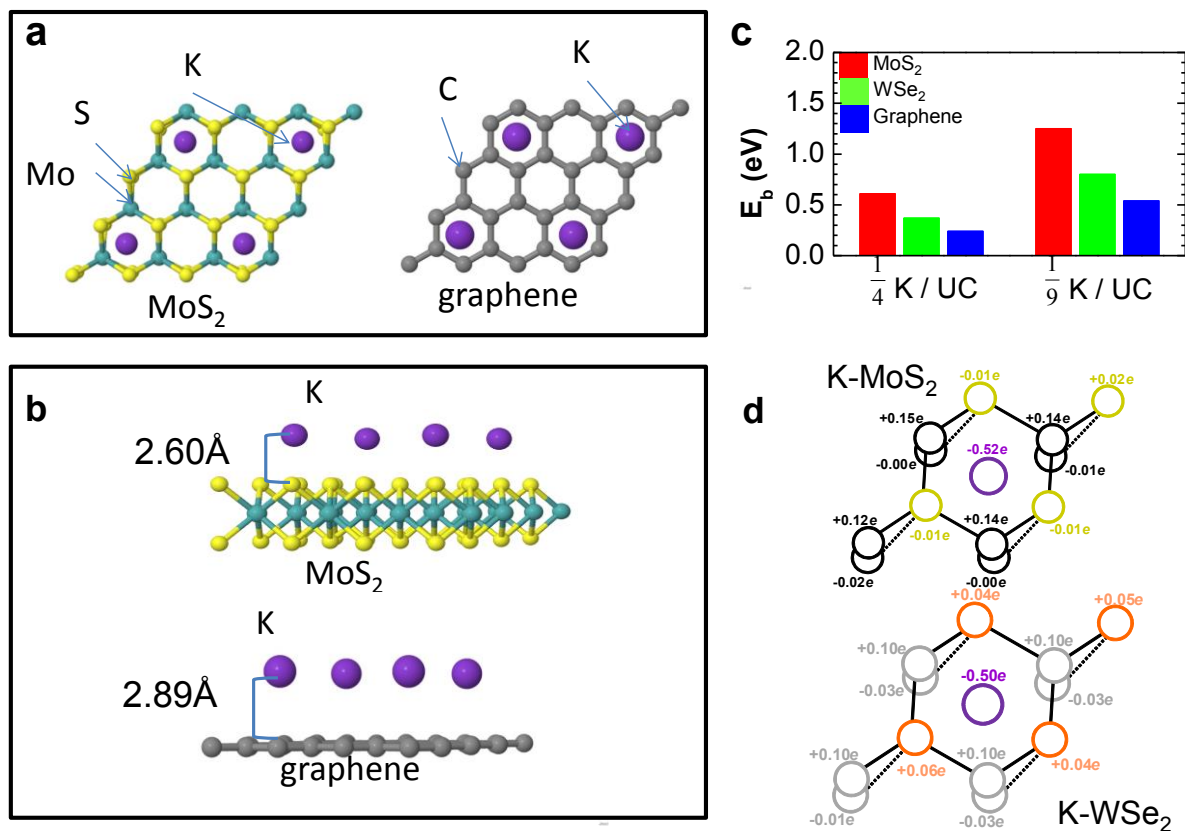 a
K
K
S
C
Mo
MoS₂
graphene
b
K
2.60Å
MoS₂
K
2.89Å
graphene
c
2.0
1.5
1.0
0.5
0.0
E_b (eV)
MoS₂
WSe₂
Graphene
1/4 K / UC
1/9 K / UC
d
K-MoS₂
-0.01e
+0.02e
+0.15e
+0.14e
-0.00e
-0.52e
-0.01e
+0.12e
-0.01e
+0.14e
-0.01e
-0.02e
-0.00e
+0.04e
+0.05e
+0.10e
+0.10e
-0.03e
-0.50e
-0.03e
+0.10e
+0.06e
+0.10e
+0.04e
-0.01e
-0.03e
K-WSe₂